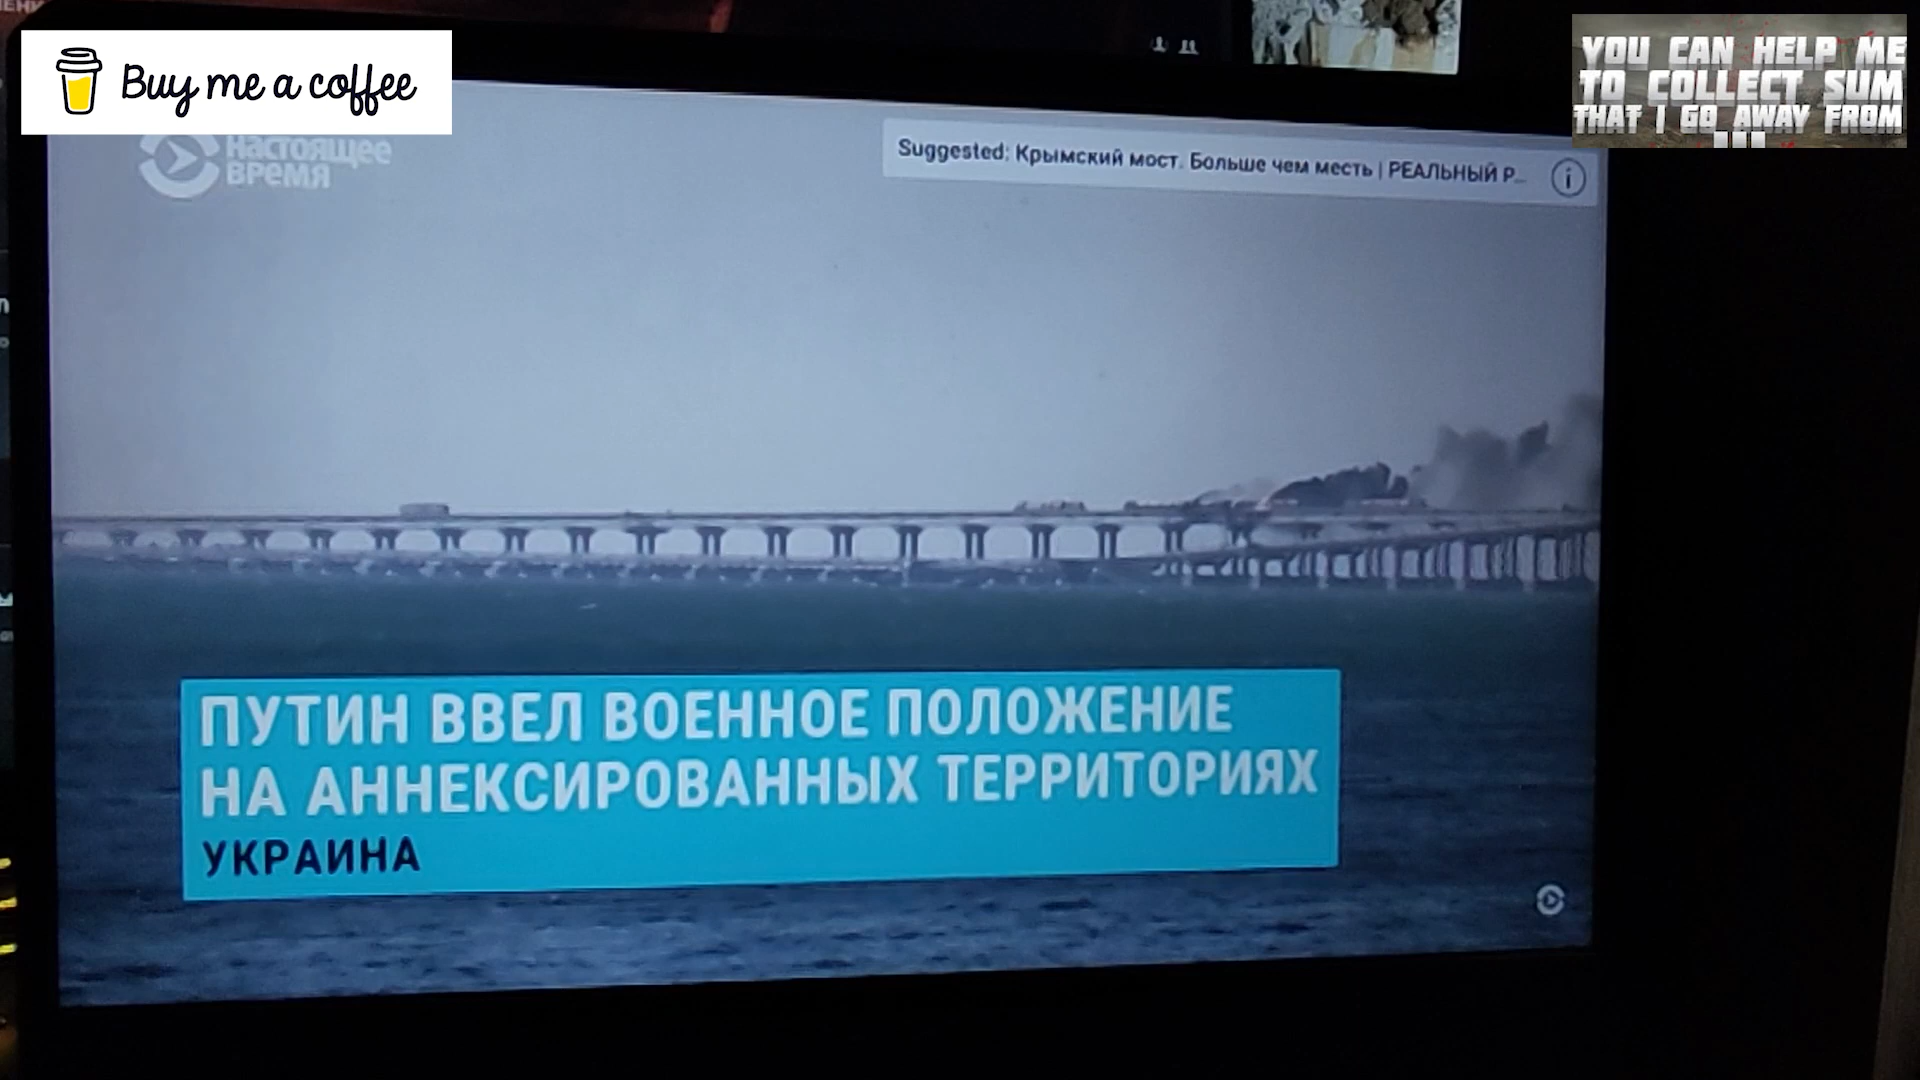 Buy me a coffee
YOU CAN HELP ME
TO COLLECT SUM
THAT I GO AWAY FROM
настоящее
время
Suggested: Крымский мост. Больше чем месть | РЕАЛЬНЫЙ Р...
ПУТИН ВВЕЛ ВОЕННОЕ ПОЛОЖЕНИЕ
НА АННЕКСИРОВАННЫХ ТЕРРИТОРИЯХ
УКРАИНА